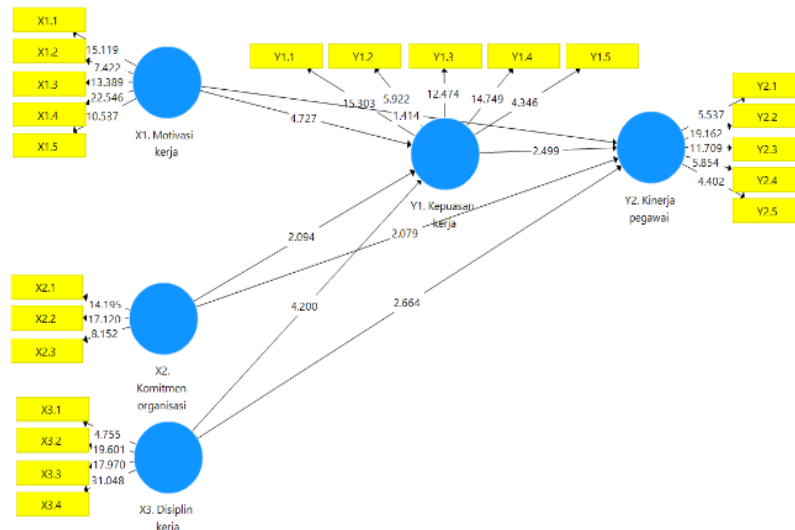 X1.1
X1.2
X1.3
X1.4
X1.5
15.119
7.422
13.389
22.546
10.537
X1. Motivasi
kerja
Y1.1
Y1.2
Y1.3
Y1.4
Y1.5
15.303
5.922
12.474
14.749
4.346
1.414
4.727
Y1. Kepuasan
kerja
2.499
Y2.1
Y2.2
Y2.3
Y2.4
Y2.5
5.537
19.162
11.709
5.854
4.402
Y2. Kinerja
pegawai
2.094
2.079
4.200
2.664
X2.1
X2.2
X2.3
14.195
17.120
8.152
X2.
Komitmen
organisasi
X3.1
X3.2
X3.3
X3.4
4.755
19.601
17.970
31.048
X3. Disiplin
kerja